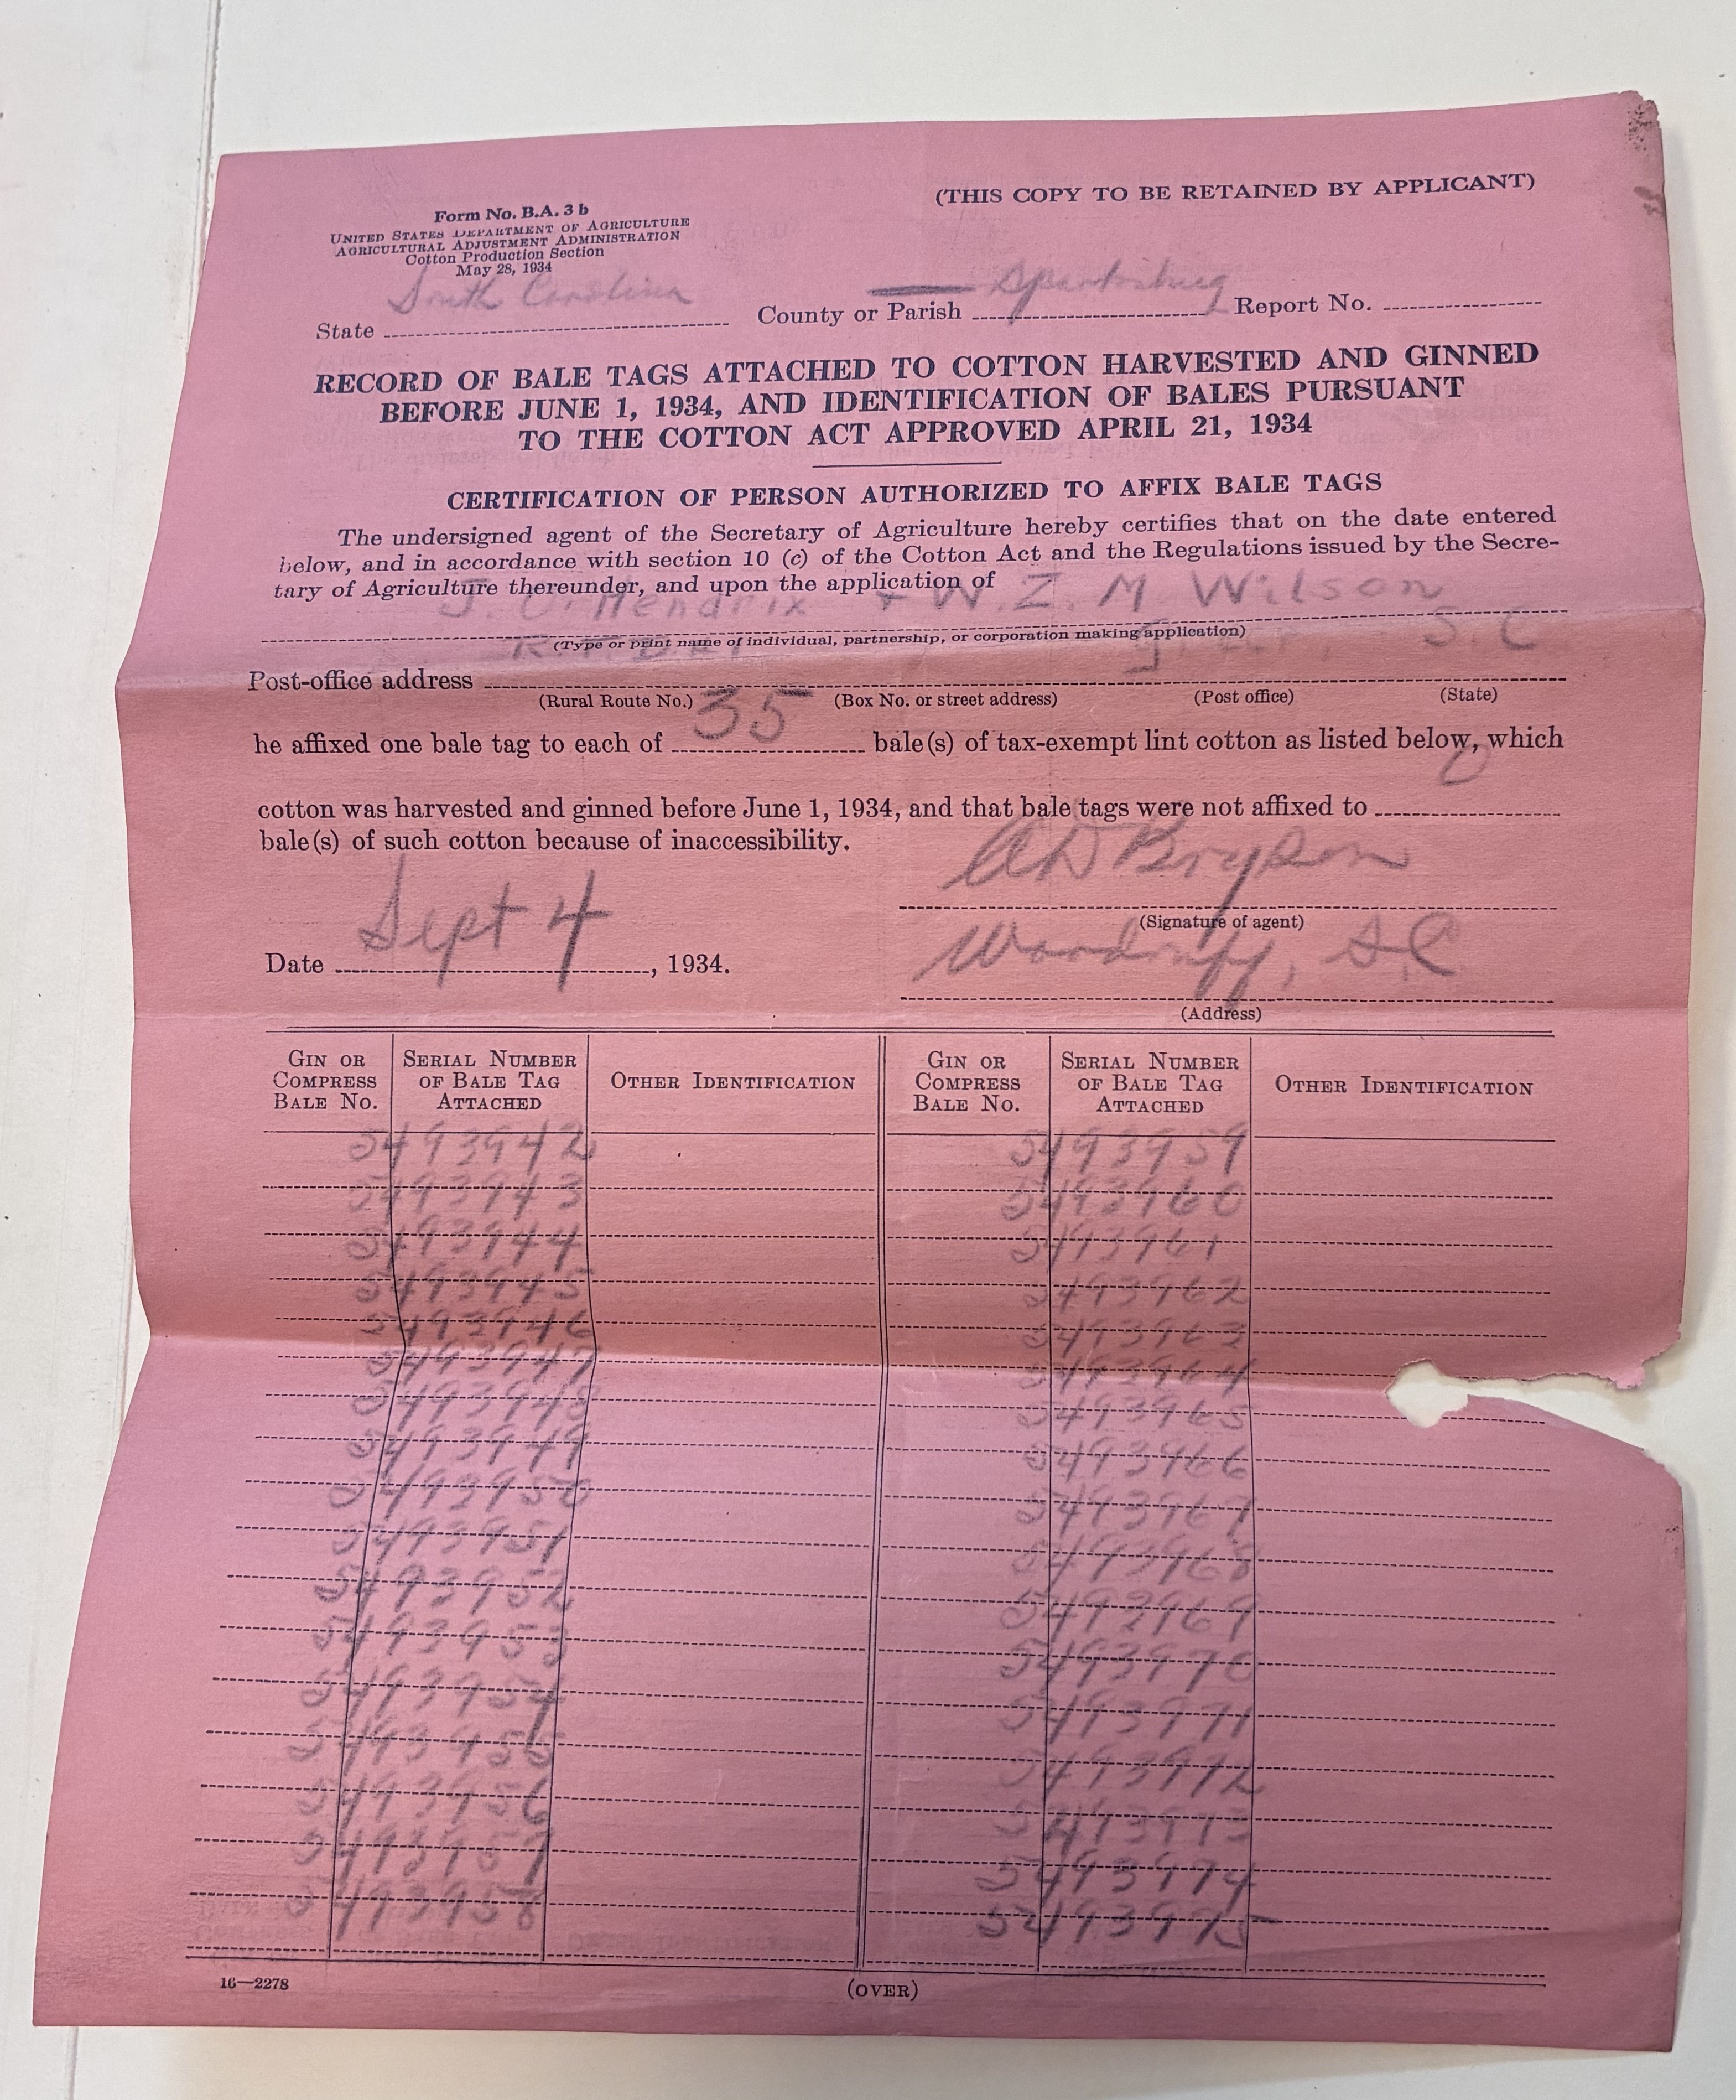 (THIS COPY TO BE RETAINED BY APPLICANT)
Form No. B.A. 3 b
UNITED STATES DEPARTMENT OF AGRICULTURE
AGRICULTURAL ADJUSTMENT ADMINISTRATION
Cotton Production Section
May 28, 1934
State South Carolina County or Parish Spartanburg Report No.
RECORD OF BALE TAGS ATTACHED TO COTTON HARVESTED AND GINNED
BEFORE JUNE 1, 1934, AND IDENTIFICATION OF BALES PURSUANT
TO THE COTTON ACT APPROVED APRIL 21, 1934
CERTIFICATION OF PERSON AUTHORIZED TO AFFIX BALE TAGS
The undersigned agent of the Secretary of Agriculture hereby certifies that on the date entered
below, and in accordance with section 10 (c) of the Cotton Act and the Regulations issued by the Secre-
tary of Agriculture thereunder, and upon the application of
J. O. Hendrix + W. Z. M. Wilson
(Type or print name of individual, partnership, or corporation making application)
S. C
Post-office address
(Rural Route No.) (Box No. or street address) (Post office) (State)
he affixed one bale tag to each of 35 bale(s) of tax-exempt lint cotton as listed below, which
cotton was harvested and ginned before June 1, 1934, and that bale tags were not affixed to 0
bale(s) of such cotton because of inaccessibility.
A D Bryson
(Signature of agent)
Date Sept 4, 1934.
Woodruff, S.C
(Address)
GIN OR COMPRESS BALE NO. SERIAL NUMBER OF BALE TAG ATTACHED OTHER IDENTIFICATION GIN OR COMPRESS BALE NO. SERIAL NUMBER OF BALE TAG ATTACHED OTHER IDENTIFICATION
5493942 5493959
5493943 5493960
5493944 5493961
5493945 5493962
5493946 5493963
5493947 5493964
5493948 5493965
5493949 5493966
5493950 5493967
5493951 5493968
5493952 5493969
5493953 5493970
5493954 5493971
5493955 5493972
5493956 5493973
5493957 5493974
5493958 5493975
16—2278
(OVER)